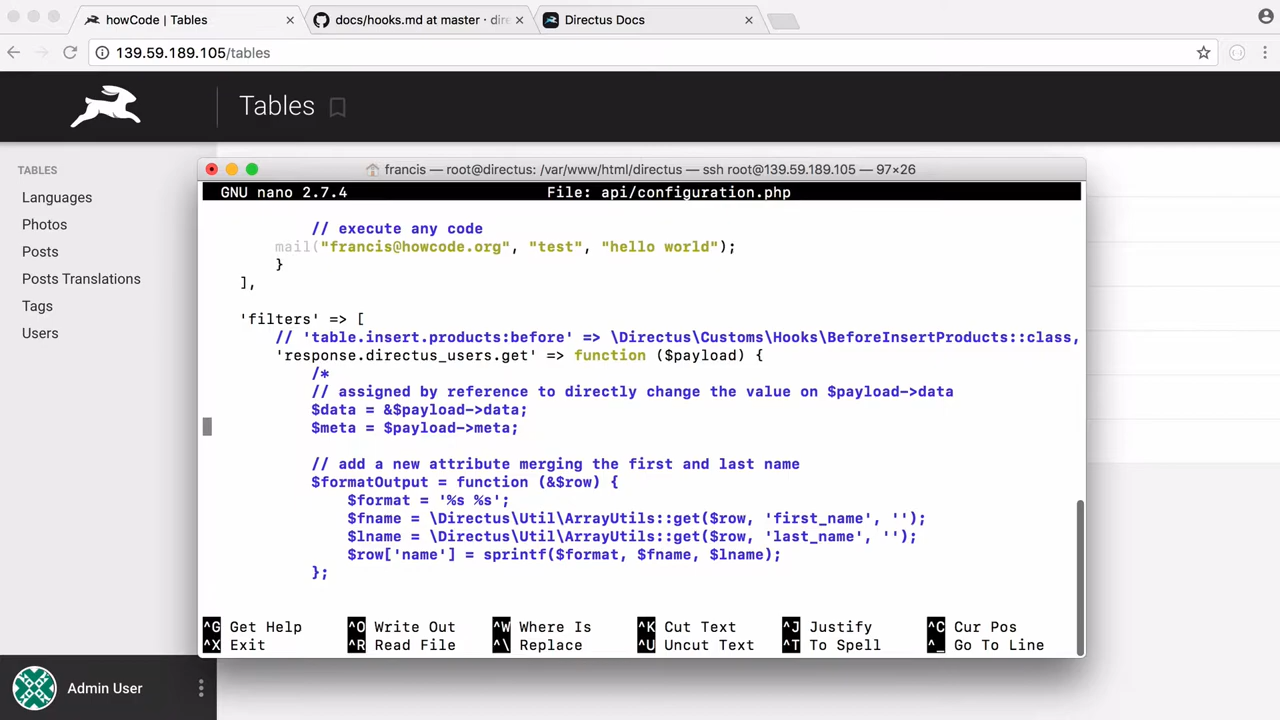 howCode | Tables
docs/hooks.md at master · dire
Directus Docs
139.59.189.105/tables
Tables
TABLES
Languages
Photos
Posts
Posts Translations
Tags
Users
Admin User
francis — root@directus: /var/www/html/directus — ssh root@139.59.189.105 — 97×26
GNU nano 2.7.4 File: api/configuration.php
// execute any code
mail("francis@howcode.org", "test", "hello world");
}
],
'filters' => [
// 'table.insert.products:before' => \Directus\Customs\Hooks\BeforeInsertProducts::class,
'response.directus_users.get' => function ($payload) {
/*
// assigned by reference to directly change the value on $payload->data
$data = &$payload->data;
$meta = $payload->meta;
// add a new attribute merging the first and last name
$formatOutput = function (&$row) {
$format = '%s %s';
$fname = \Directus\Util\ArrayUtils::get($row, 'first_name', '');
$lname = \Directus\Util\ArrayUtils::get($row, 'last_name', '');
$row['name'] = sprintf($format, $fname, $lname);
};
^G Get Help ^O Write Out ^W Where Is ^K Cut Text ^J Justify ^C Cur Pos
^X Exit ^R Read File ^\ Replace ^U Uncut Text ^T To Spell ^_ Go To Line